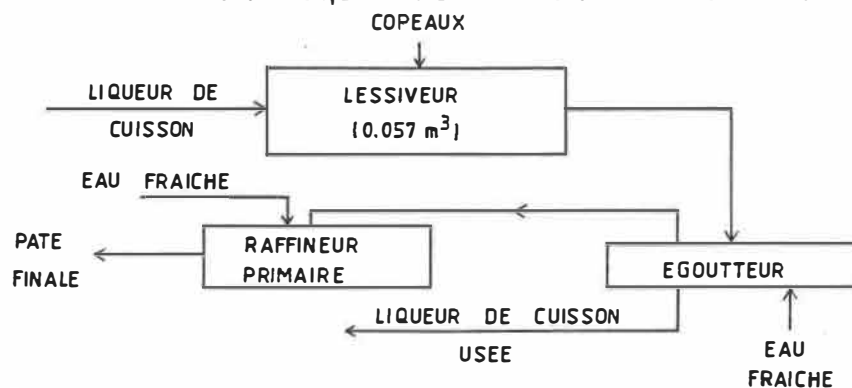 COPEAUX
LIQUEUR DE
CUISSON
LESSIVEUR
(0.057 m³)
EAU FRAICHE
PATE
FINALE
RAFFINEUR
PRIMAIRE
EGOUTTEUR
LIQUEUR DE CUISSON
USEE
EAU
FRAICHE